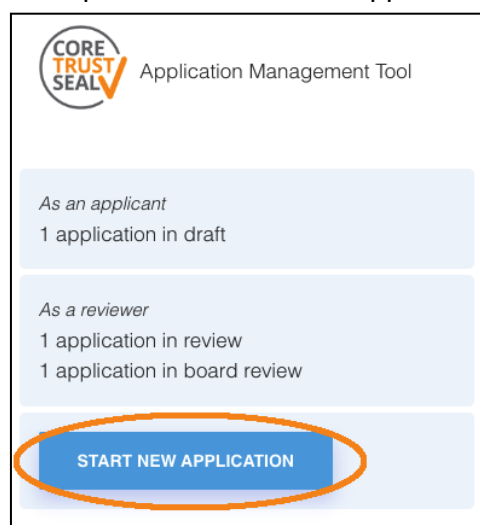 CORE
TRUST
SEAL
Application Management Tool
As an applicant
1 application in draft
As a reviewer
1 application in review
1 application in board review
START NEW APPLICATION